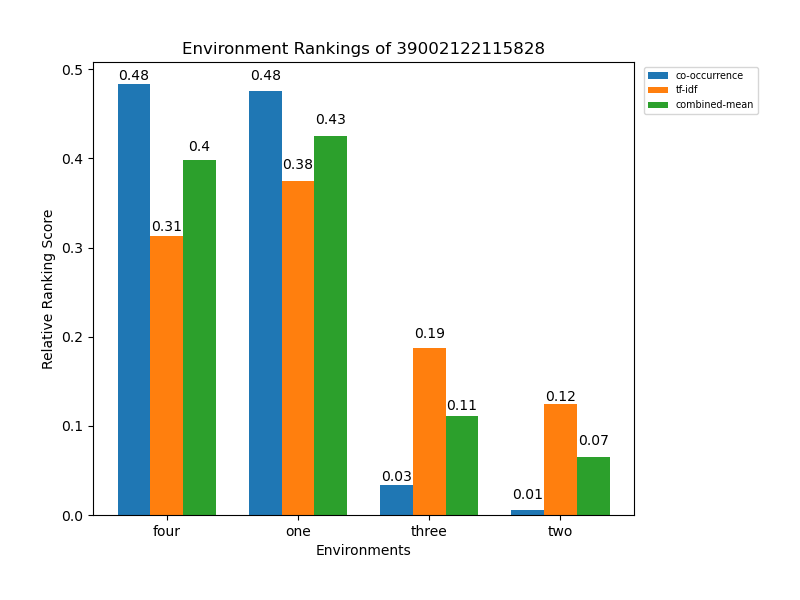 Environment Rankings of 39002122115828
co-occurrence
tf-idf
combined-mean
Relative Ranking Score
0.5
0.4
0.3
0.2
0.1
0.0
0.48
0.31
0.4
0.48
0.38
0.43
0.03
0.19
0.11
0.01
0.12
0.07
four one three two
Environments